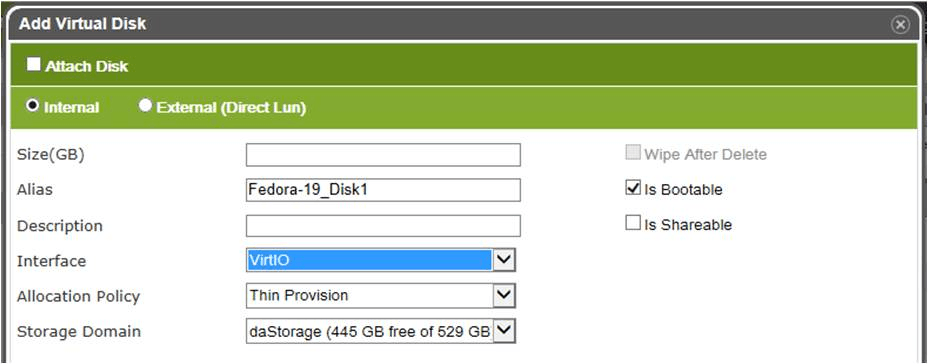 Add Virtual Disk
Attach Disk
Internal External (Direct Lun)
Size(GB) Wipe After Delete
Alias Fedora-19_Disk1 Is Bootable
Description Is Shareable
Interface VirtIO
Allocation Policy Thin Provision
Storage Domain daStorage (445 GB free of 529 GB